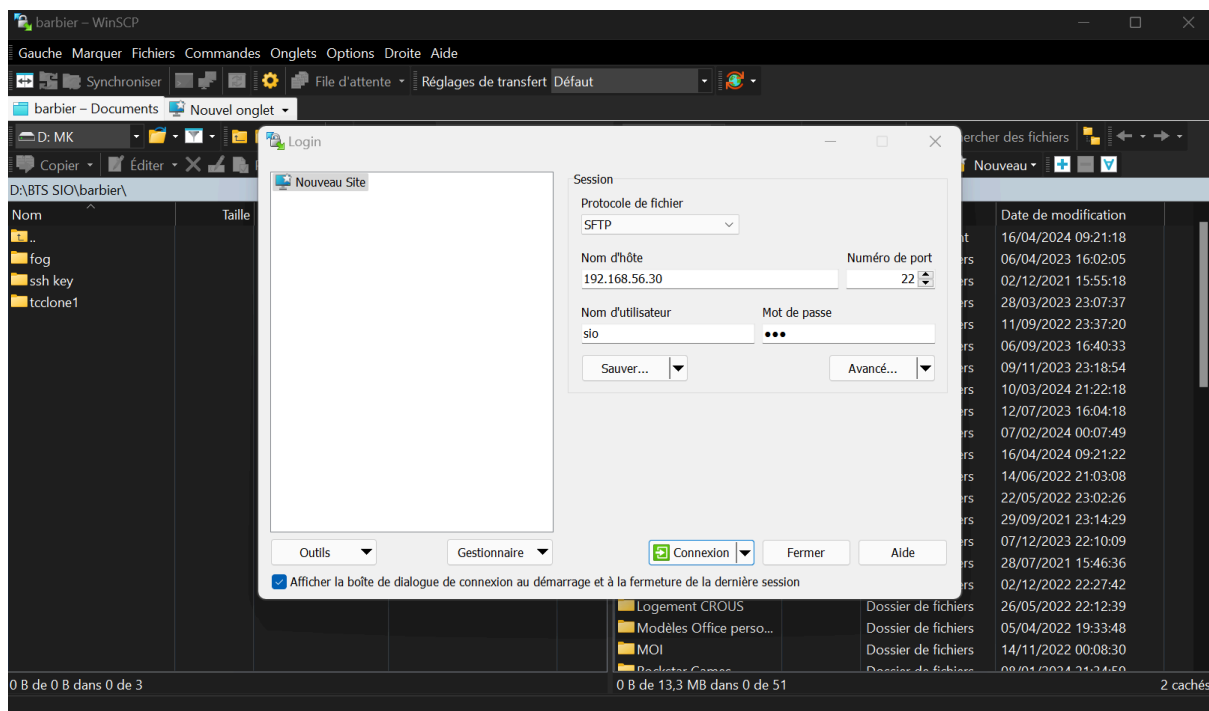 barbier – WinSCP
Gauche Marquer Fichiers Commandes Onglets Options Droite Aide
Synchroniser File d'attente Réglages de transfert Défaut
barbier – Documents Nouvel onglet
D: MK
Copier Éditer
D:\BTS SIO\barbier\
Nom Taille
..
fog
ssh key
tcclone1
Login
Nouveau Site
Session
Protocole de fichier
SFTP
Nom d'hôte Numéro de port
192.168.56.30 22
Nom d'utilisateur Mot de passe
sio •••
Sauver... Avancé...
Outils Gestionnaire Connexion Fermer Aide
Afficher la boîte de dialogue de connexion au démarrage et à la fermeture de la dernière session
des fichiers
Nouveau
Date de modification
16/04/2024 09:21:18
06/04/2023 16:02:05
02/12/2021 15:55:18
28/03/2023 23:07:37
11/09/2022 23:37:20
06/09/2023 16:40:33
09/11/2023 23:18:54
10/03/2024 21:22:18
12/07/2023 16:04:18
07/02/2024 00:07:49
16/04/2024 09:21:22
14/06/2022 21:03:08
22/05/2022 23:02:26
29/09/2021 23:14:29
07/12/2023 22:10:09
28/07/2021 15:46:36
02/12/2022 22:27:42
Logement CROUS Dossier de fichiers 26/05/2022 22:12:39
Modèles Office perso... Dossier de fichiers 05/04/2022 19:33:48
MOI Dossier de fichiers 14/11/2022 00:08:30
Rockstar Games Dossier de fichiers 08/01/2024 21:34:50
0 B de 0 B dans 0 de 3 0 B de 13,3 MB dans 0 de 51 2 cachés